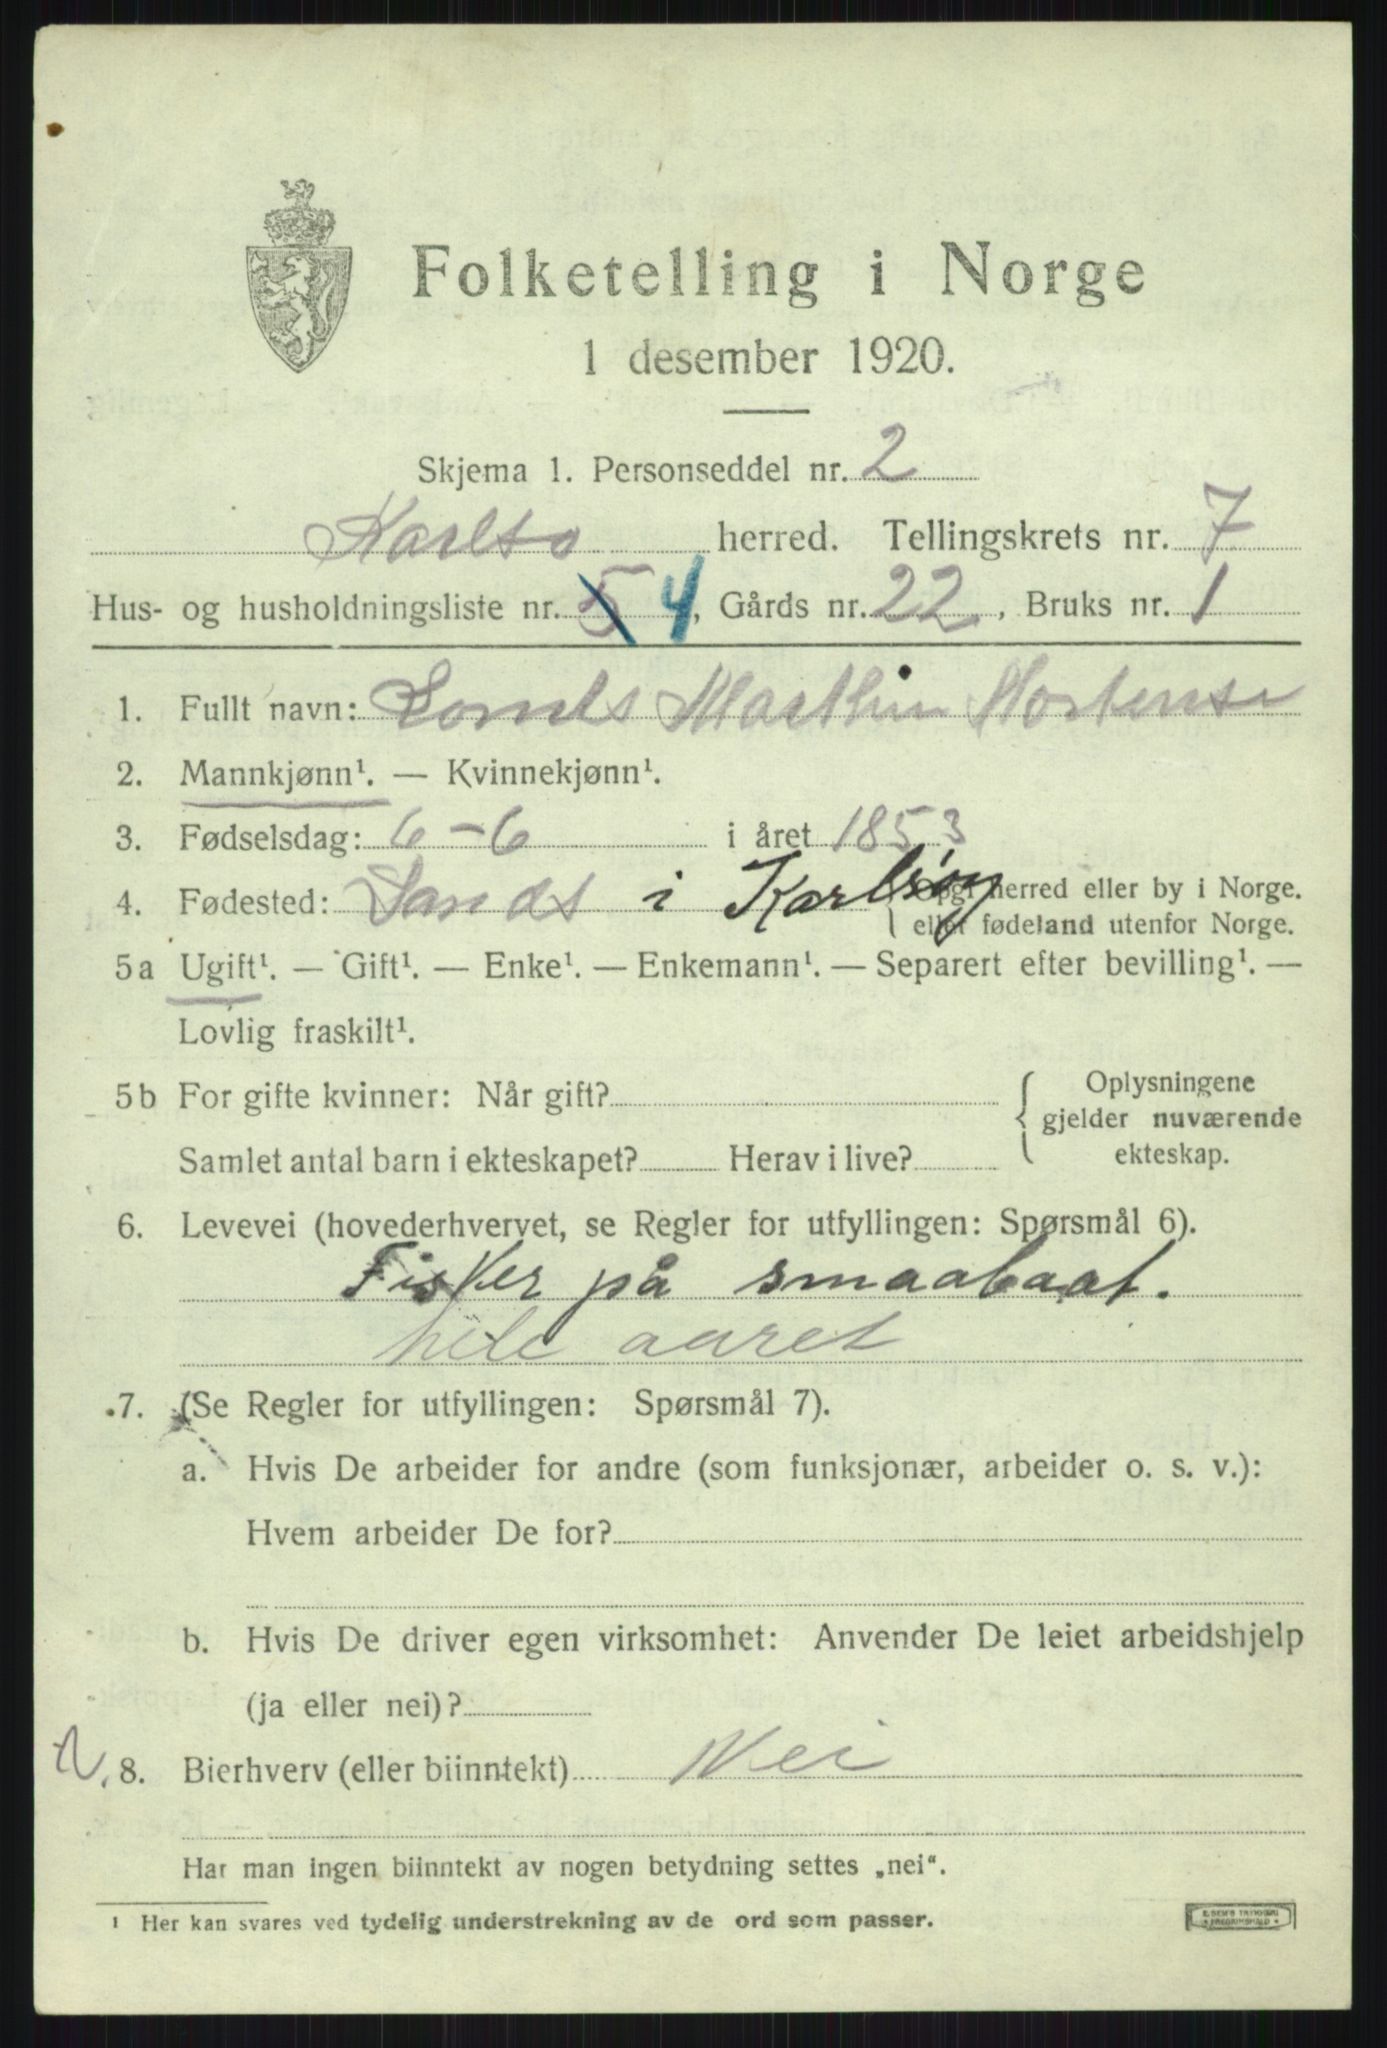 Folketelling i Norge
1 desember 1920.
Skjema 1. Personseddel nr. 2
Karlsø herred. Tellingskrets nr. 7
Hus- og husholdningsliste nr. 5 4, Gårds nr. 22, Bruks nr. 1
1. Fullt navn: Marthin Mortense
2. Mannkjønn¹. — Kvinnekjønn¹.
3. Fødselsdag: 6-6 i året 1853
4. Fødested: Sands i Karlsøy Opgi herred eller by i Norge.
eller fødeland utenfor Norge.
5a Ugift¹. — Gift¹. — Enke¹. — Enkemann¹. — Separert efter bevilling¹. —
Lovlig fraskilt¹.
5b For gifte kvinner: Når gift? Oplysningene
gjelder nuværende
Samlet antal barn i ekteskapet? Herav i live? ekteskap.
6. Levevei (hovederhvervet, se Regler for utfyllingen: Spørsmål 6).
Fisker på smaabaat.
hele aaret
7. (Se Regler for utfyllingen: Spørsmål 7).
a. Hvis De arbeider for andre (som funksjonær, arbeider o. s. v.):
Hvem arbeider De for?
b. Hvis De driver egen virksomhet: Anvender De leiet arbeidshjelp
(ja eller nei)?
8. Bierhverv (eller biinntekt) Nei
Har man ingen biinntekt av nogen betydning settes „nei“.
¹ Her kan svares ved tydelig understrekning av de ord som passer.